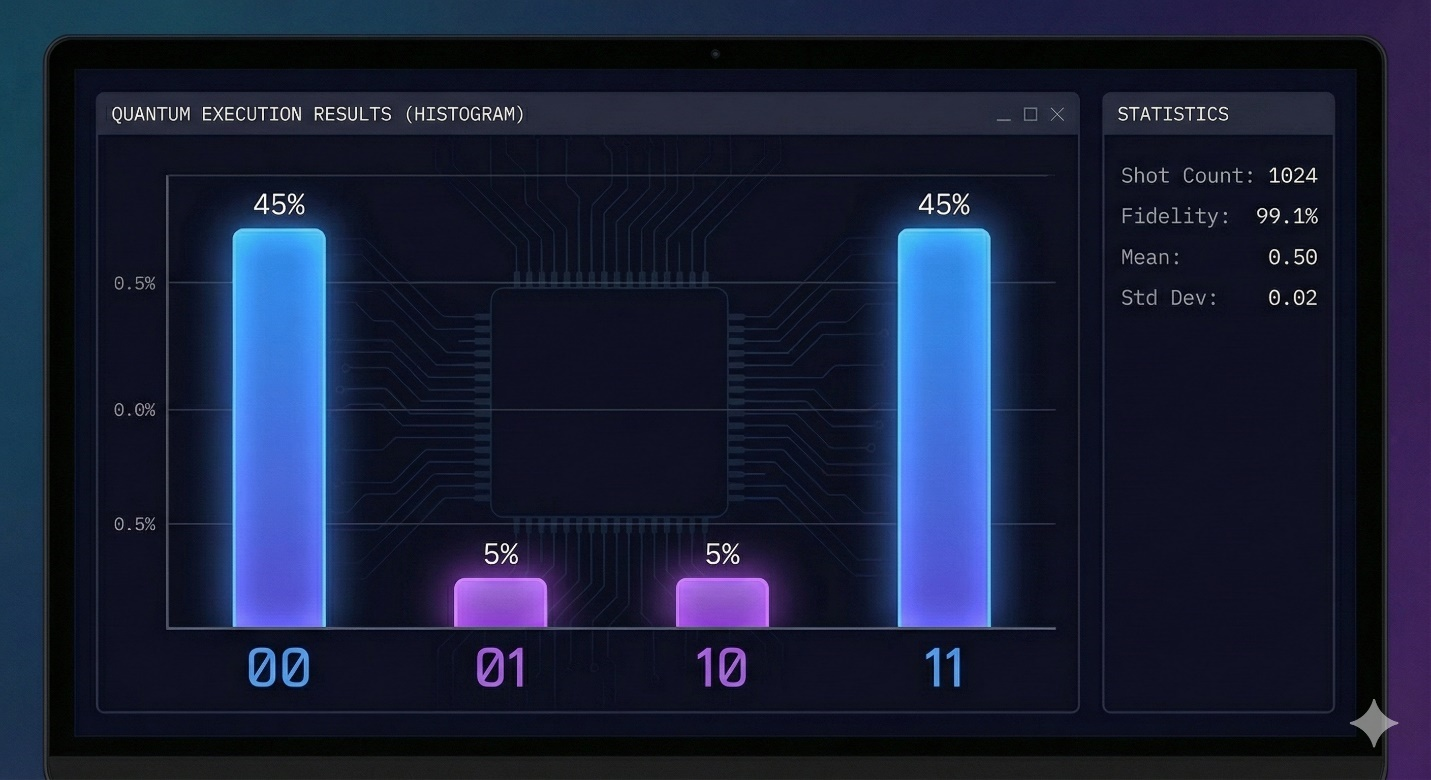 QUANTUM EXECUTION RESULTS (HISTOGRAM)
45%
45%
0.5%
0.0%
0.5%
5%
5%
00
01
10
11
STATISTICS
Shot Count: 1024
Fidelity: 99.1%
Mean: 0.50
Std Dev: 0.02